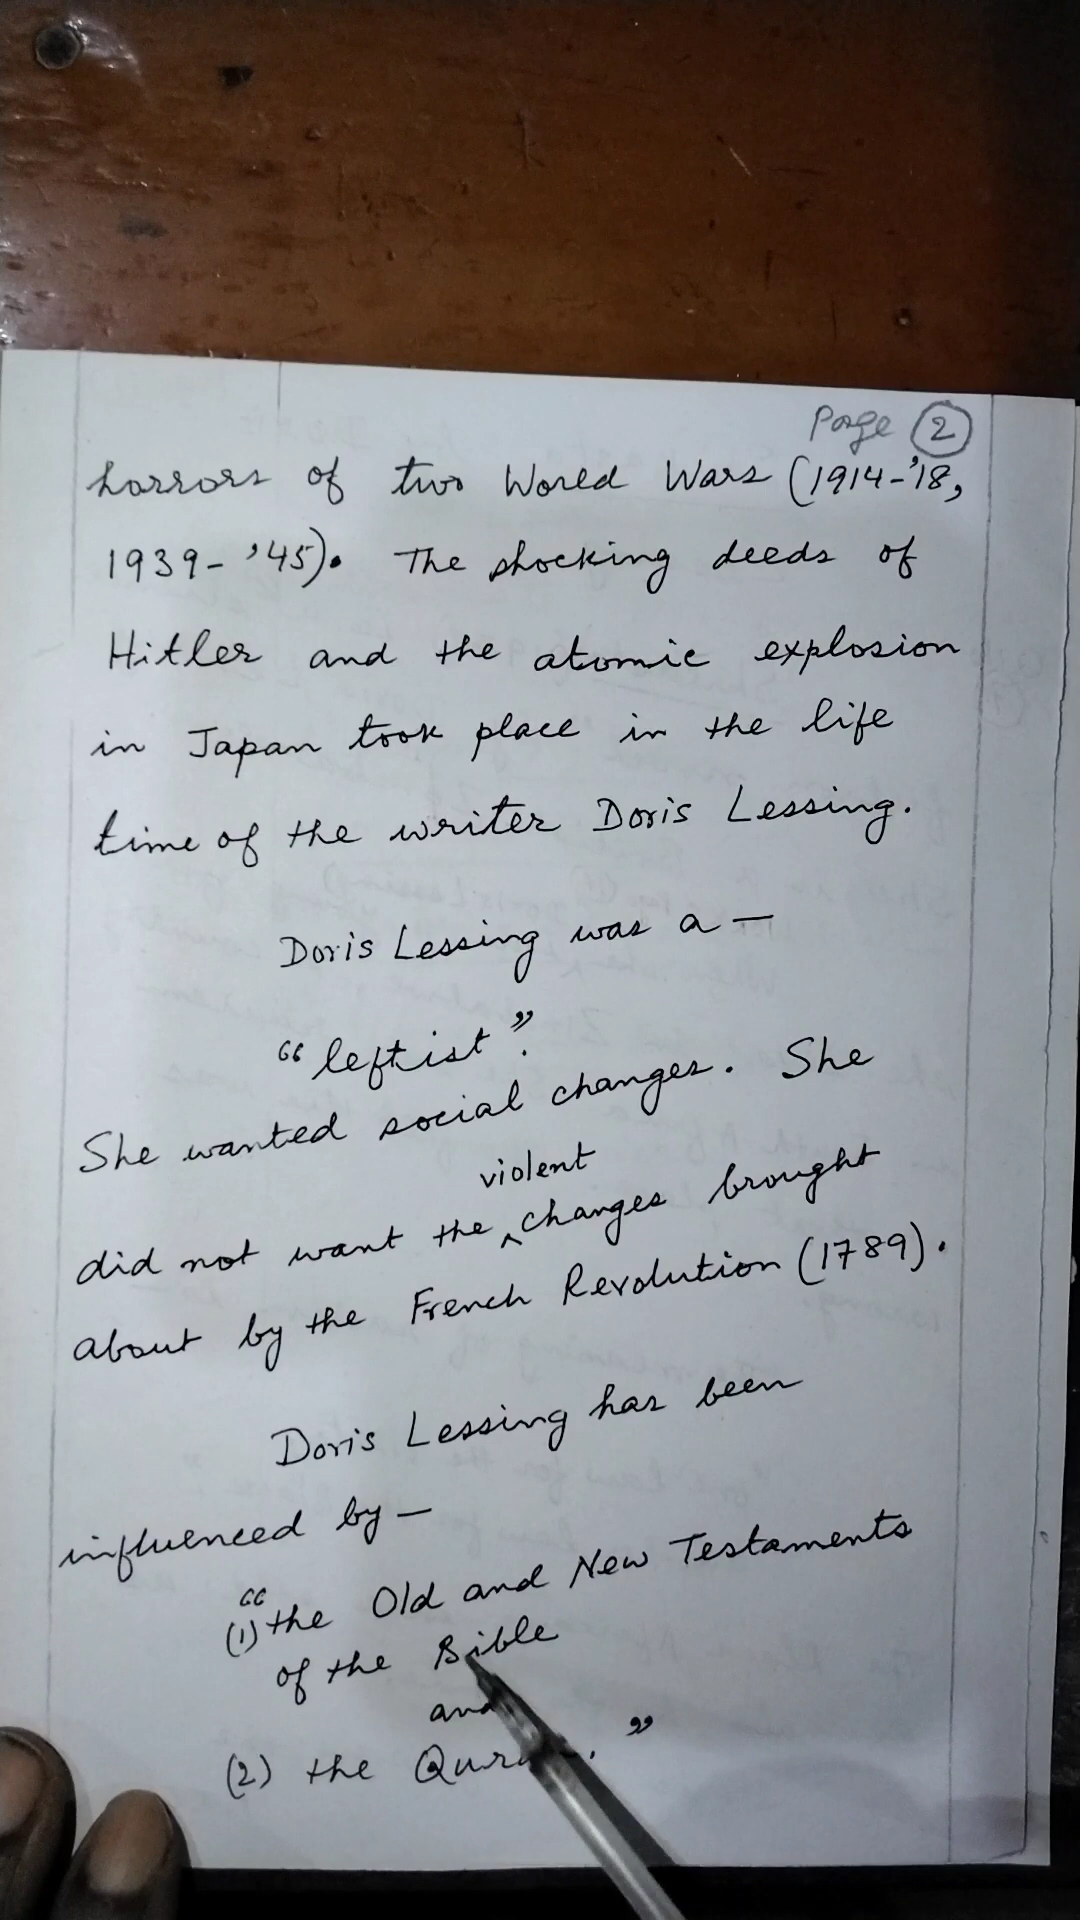 Page 2
horrors of two World Wars (1914-'18,
1939-'45). The shocking deeds of
Hitler and the atomic explosion
in Japan took place in the life
time of the writer Doris Lessing.
Doris Lessing was a —
"leftist".
She wanted social changes. She
violent
did not want the ^ changes brought
about by the French Revolution (1789).
Doris Lessing has been
influenced by —
"
(1) the Old and New Testaments
of the Bible
and
(2) the
"